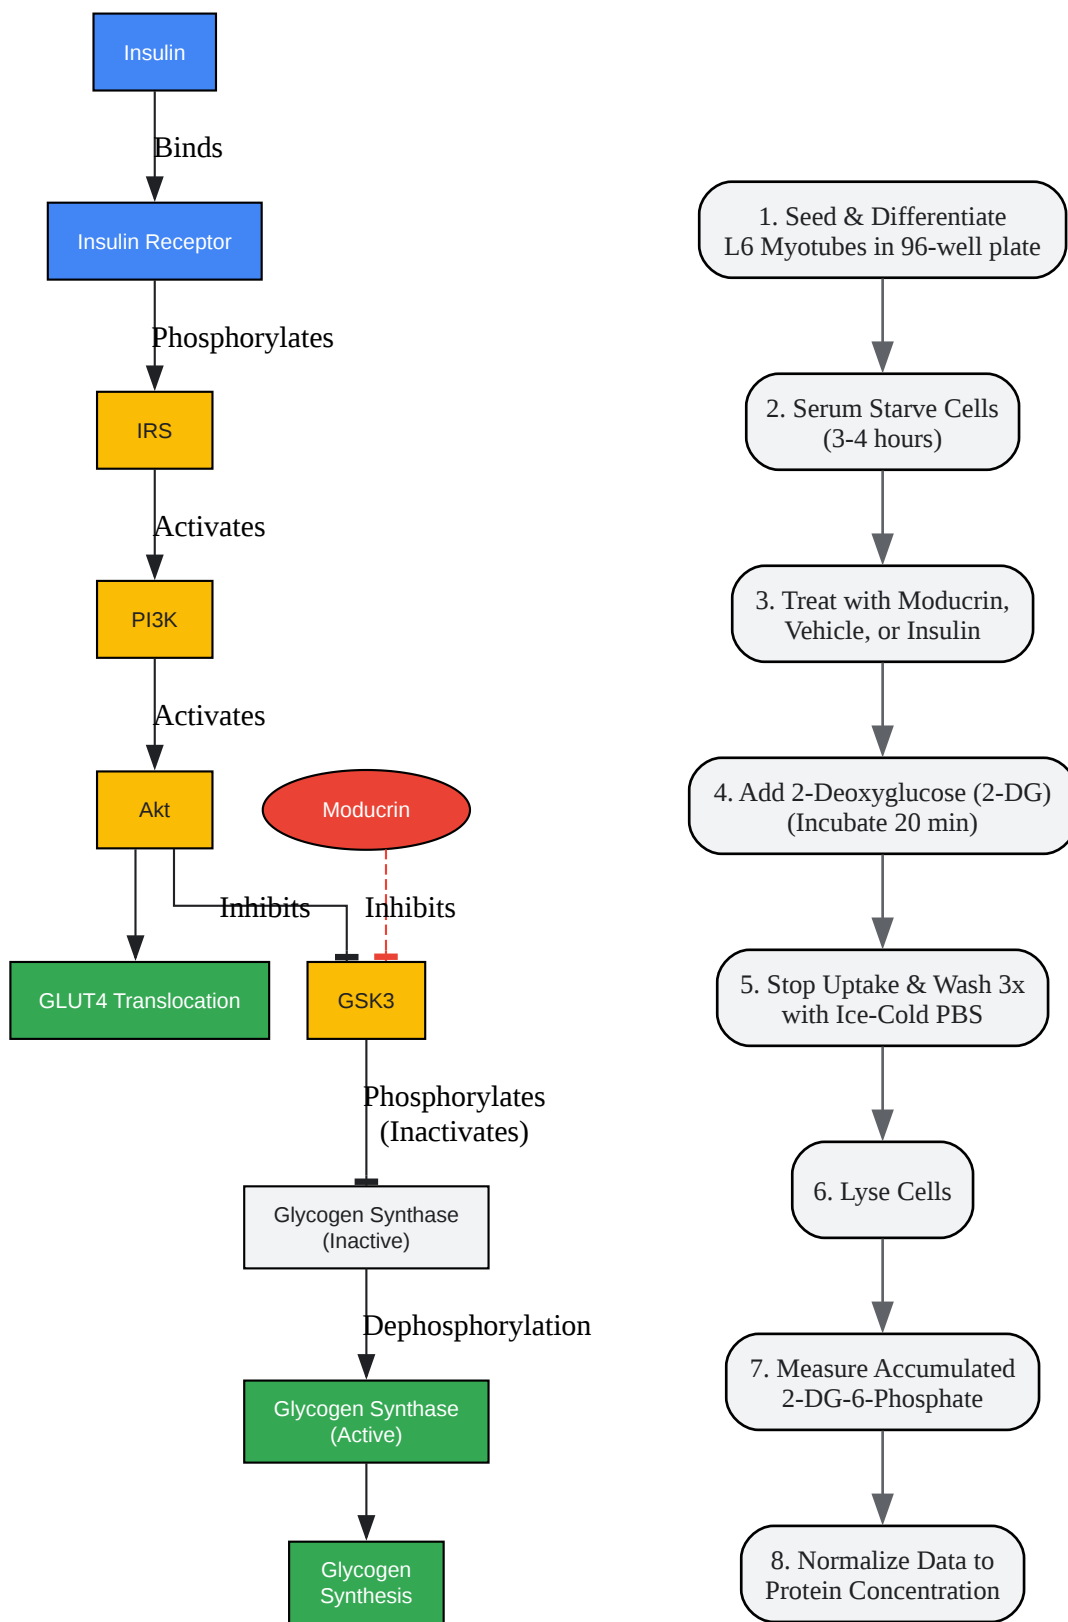 Insulin
Binds
Insulin Receptor
Phosphorylates
IRS
Activates
PI3K
Activates
Akt
Moducrin
Inhibits
Inhibits
GLUT4 Translocation
GSK3
Phosphorylates
(Inactivates)
Glycogen Synthase
(Inactive)
Dephosphorylation
Glycogen Synthase
(Active)
Glycogen
Synthesis
1. Seed & Differentiate
L6 Myotubes in 96-well plate
2. Serum Starve Cells
(3-4 hours)
3. Treat with Moducrin,
Vehicle, or Insulin
4. Add 2-Deoxyglucose (2-DG)
(Incubate 20 min)
5. Stop Uptake & Wash 3x
with Ice-Cold PBS
6. Lyse Cells
7. Measure Accumulated
2-DG-6-Phosphate
8. Normalize Data to
Protein Concentration